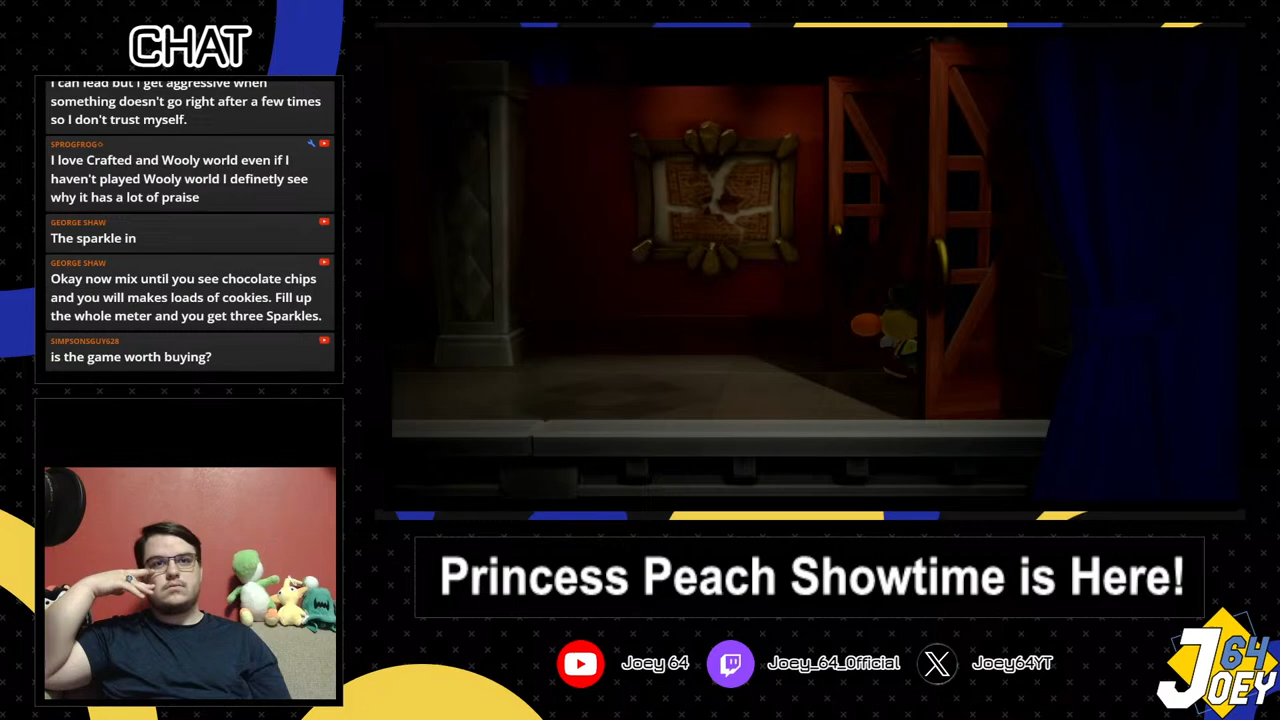 CHAT
I can lead but I get aggressive when
something doesn't go right after a few times
so I don't trust myself.
SPROGFROG
I love Crafted and Wooly world even if I
haven't played Wooly world I definetly see
why it has a lot of praise
GEORGE SHAW
The sparkle in
GEORGE SHAW
Okay now mix until you see chocolate chips
and you will makes loads of cookies. Fill up
the whole meter and you get three Sparkles.
SIMPSONSGUY628
is the game worth buying?
Princess Peach Showtime is Here!
Joey 64
Joey_64_Official
Joey64YT
64
JOEY